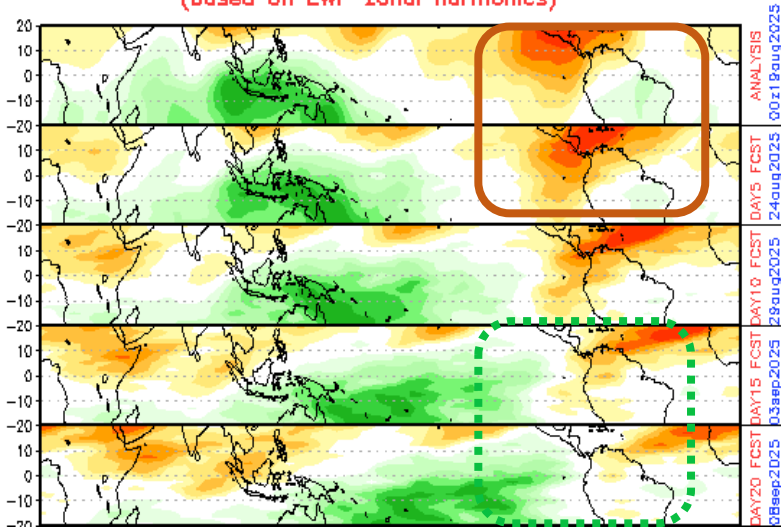 (Based on EWP 10nal harmonics)
20
10
0
-10
-20
10
0
-10
-20
10
0
-10
-20
10
0
-10
-20
10
0
-10
-20
ANALYSIS
00z19aug2025
DAY5 FCST
24aug2025
DAY10 FCST
29aug2025
DAY15 FCST
03sep2025
DAY20 FCST
08sep2025